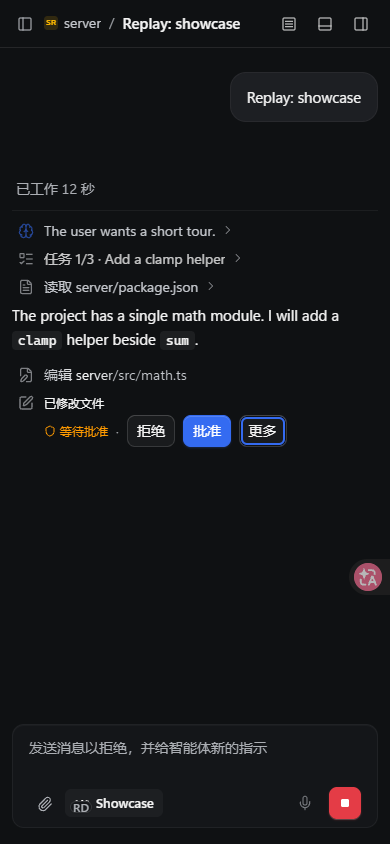 SR server / Replay: showcase
Replay: showcase
已工作 12 秒
The user wants a short tour.
任务 1/3 · Add a clamp helper
读取 server/package.json
The project has a single math module. I will add a
clamp helper beside sum.
编辑 server/src/math.ts
已修改文件
等待批准 · 拒绝 批准 更多
发送消息以拒绝，并给智能体新的指示
RD Showcase